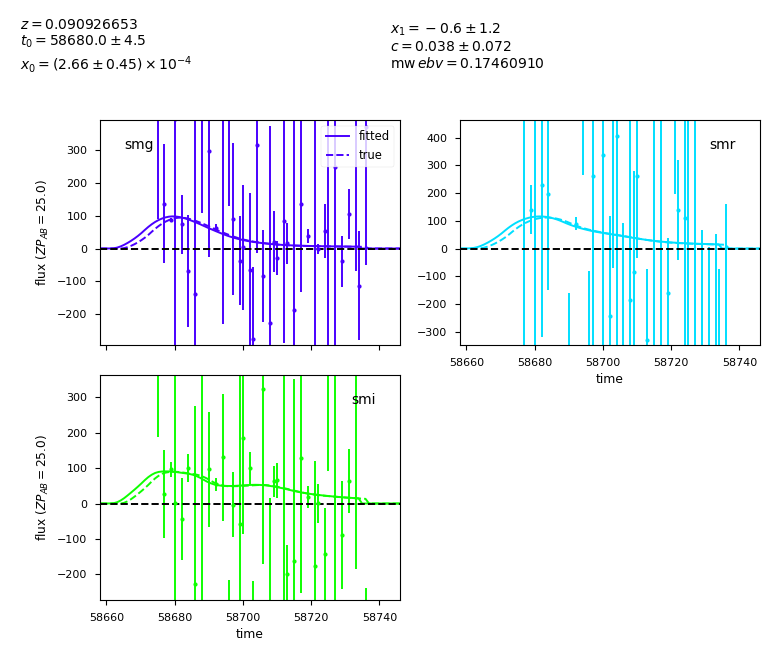 z = 0.090926653
t₀ = 58680.0 ± 4.5
x₀ = (2.66 ± 0.45) × 10⁻⁴
x₁ = −0.6 ± 1.2
c = 0.038 ± 0.072
mw ebv = 0.17460910
smg
fitted
true
300
200
100
0
−100
−200
flux (ZP_AB = 25.0)
smr
400
300
200
100
0
−100
−200
−300
58660 58680 58700 58720 58740
time
smi
300
200
100
0
−100
−200
flux (ZP_AB = 25.0)
58660 58680 58700 58720 58740
time